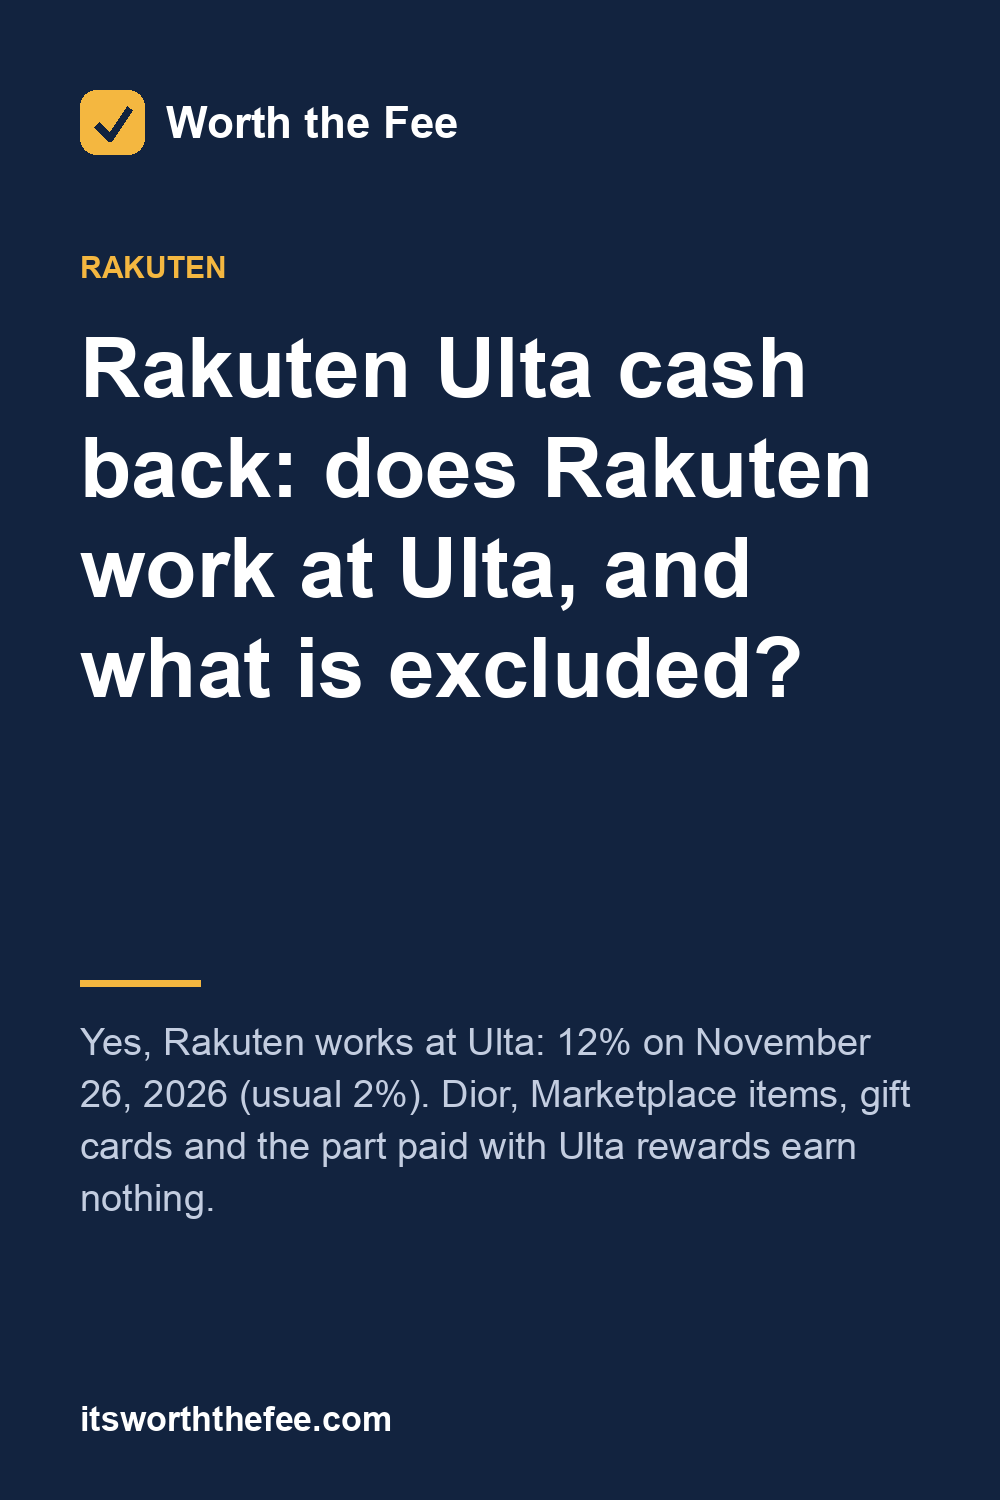 Worth the Fee
RAKUTEN
Rakuten Ulta cash
back: does Rakuten
work at Ulta, and
what is excluded?
Yes, Rakuten works at Ulta: 12% on November
26, 2026 (usual 2%). Dior, Marketplace items, gift
cards and the part paid with Ulta rewards earn
nothing.
itsworththefee.com